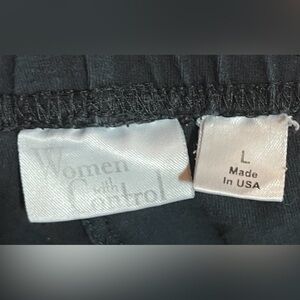 Women
with
Control
L
Made
In USA